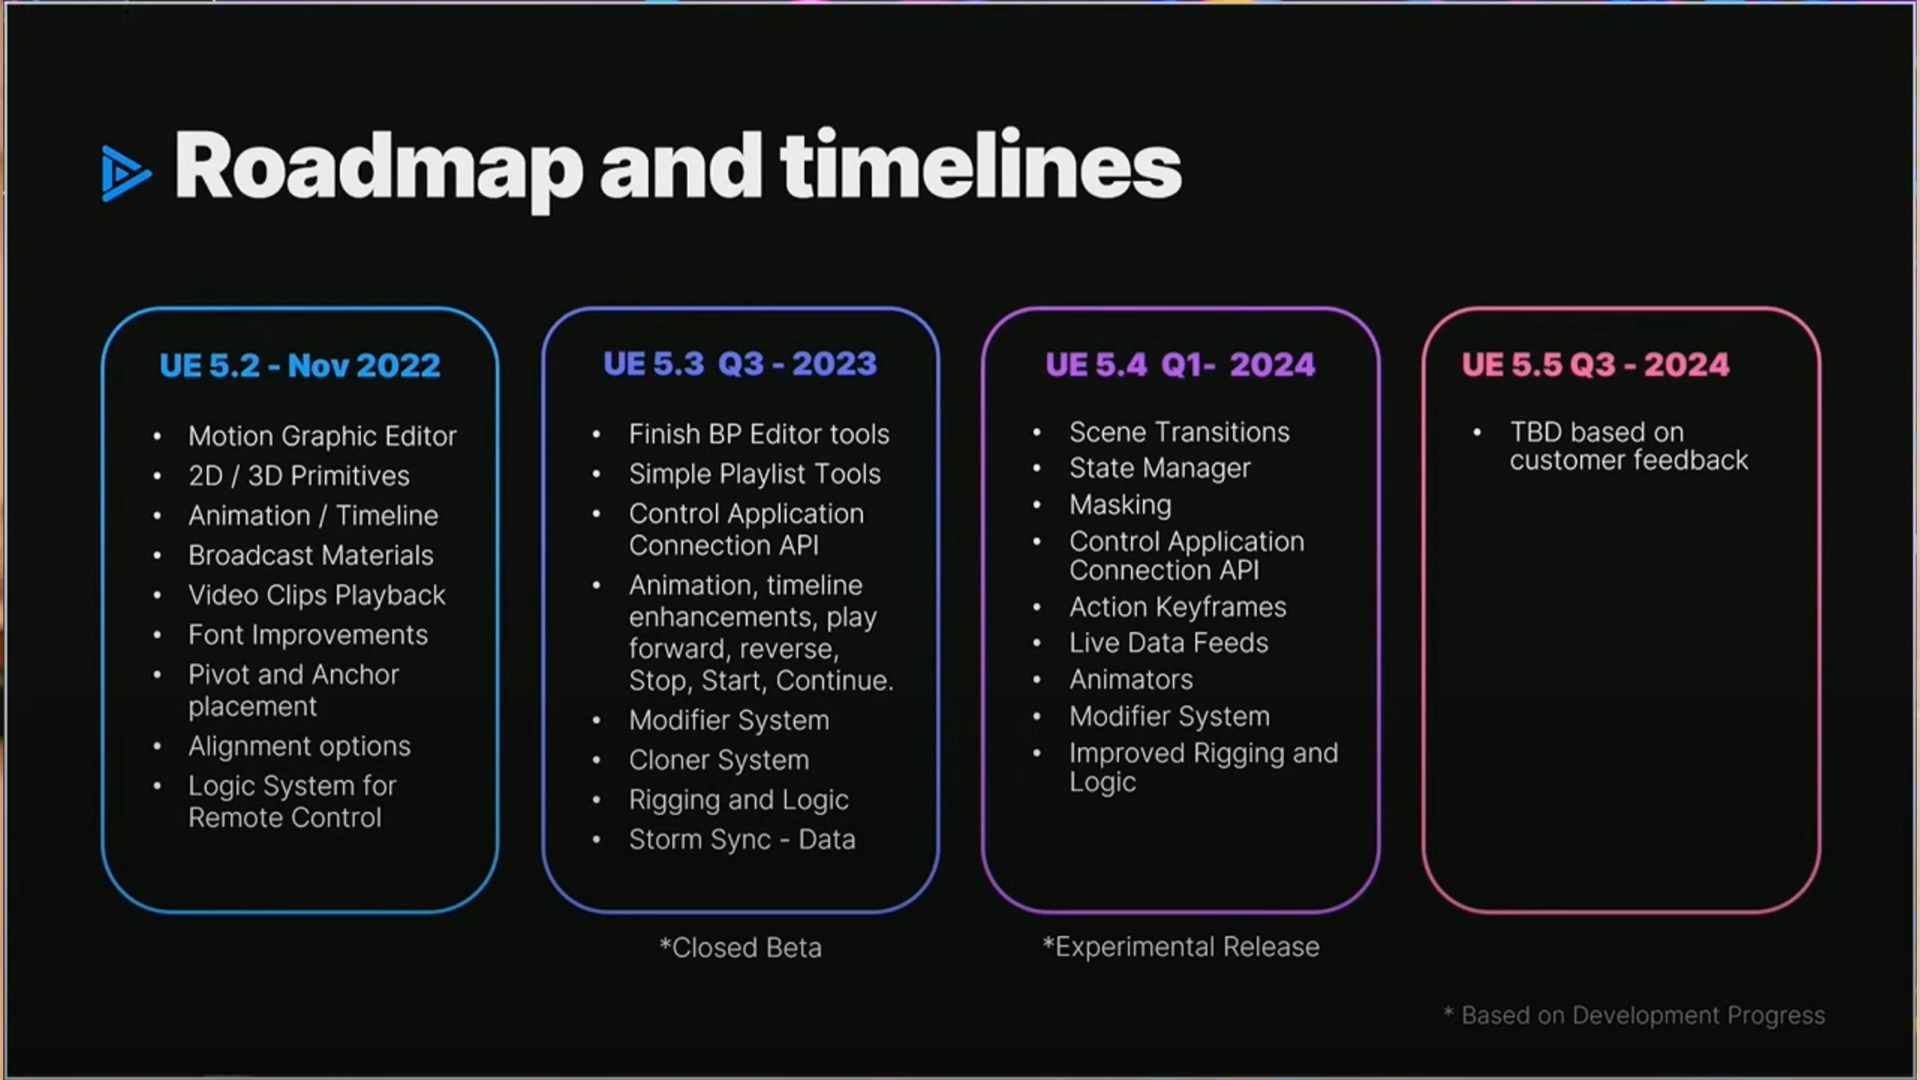 Roadmap and timelines
UE 5.2 - Nov 2022
• Motion Graphic Editor
• 2D / 3D Primitives
• Animation / Timeline
• Broadcast Materials
• Video Clips Playback
• Font Improvements
• Pivot and Anchor
placement
• Alignment options
• Logic System for
Remote Control
UE 5.3 Q3 - 2023
• Finish BP Editor tools
• Simple Playlist Tools
• Control Application
Connection API
• Animation, timeline
enhancements, play
forward, reverse,
Stop, Start, Continue.
• Modifier System
• Cloner System
• Rigging and Logic
• Storm Sync - Data
*Closed Beta
UE 5.4 Q1- 2024
• Scene Transitions
• State Manager
• Masking
• Control Application
Connection API
• Action Keyframes
• Live Data Feeds
• Animators
• Modifier System
• Improved Rigging and
Logic
*Experimental Release
UE 5.5 Q3 - 2024
• TBD based on
customer feedback
* Based on Development Progress